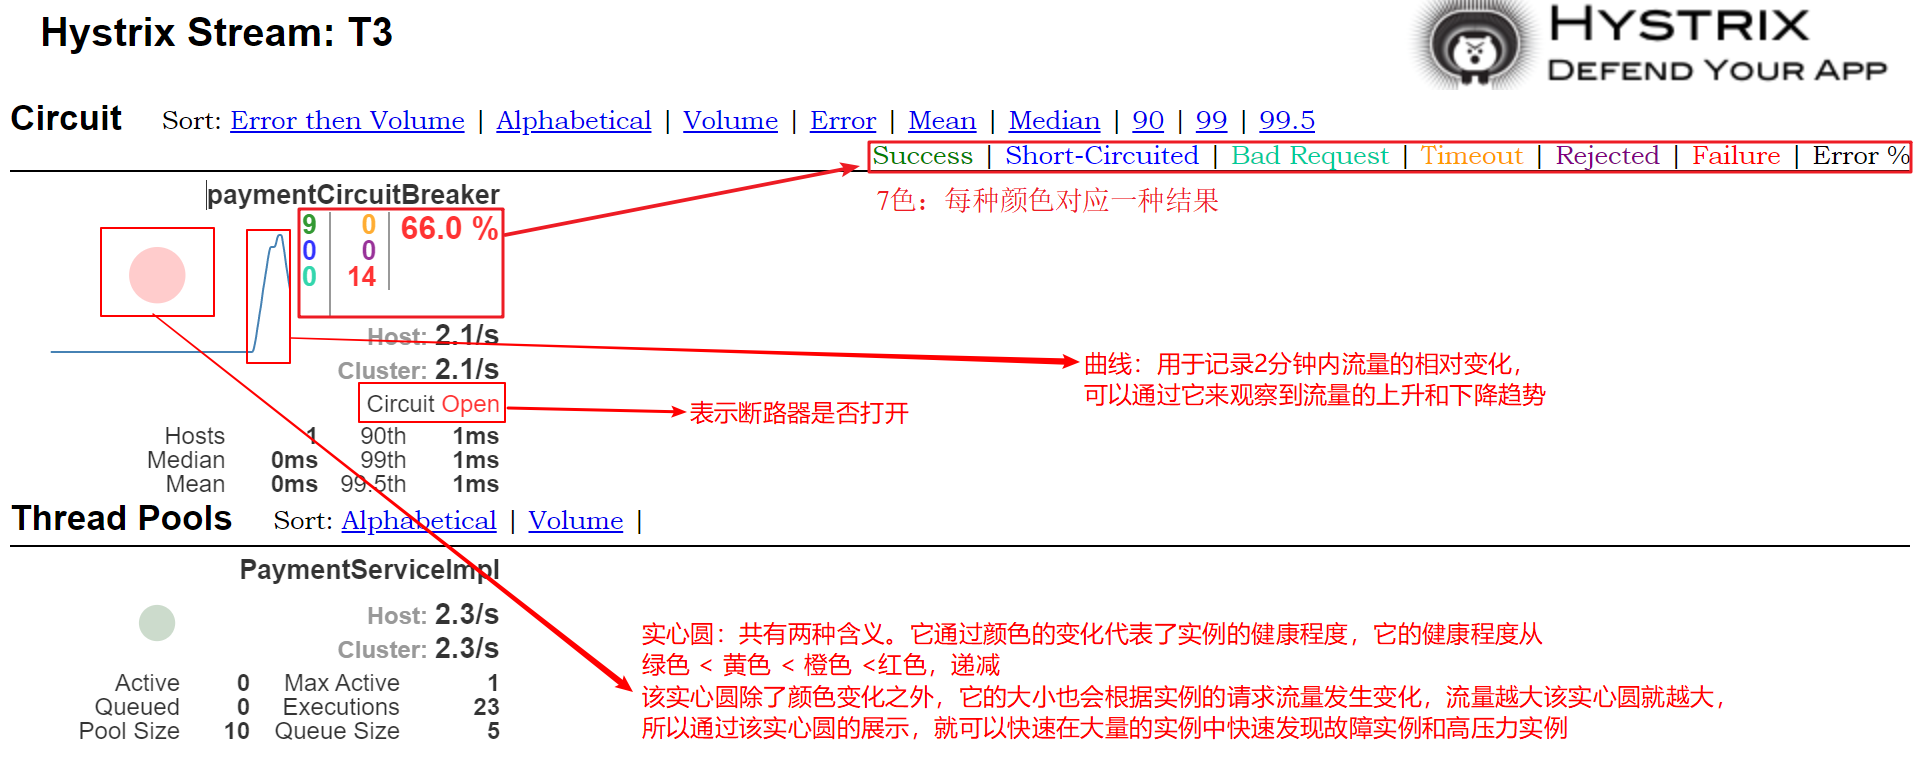 Hystrix Stream: T3
HYSTRIX
DEFEND YOUR APP
Circuit Sort: Error then Volume | Alphabetical | Volume | Error | Mean | Median | 90 | 99 | 99.5
Success | Short-Circuited | Bad Request | Timeout | Rejected | Failure | Error %
7色：每种颜色对应一种结果
paymentCircuitBreaker
9 0 66.0 %
0 0
0 14
Host: 2.1/s
Cluster: 2.1/s
Circuit Open
曲线：用于记录2分钟内流量的相对变化，
可以通过它来观察到流量的上升和下降趋势
表示断路器是否打开
Hosts 1 90th 1ms
Median 0ms 99th 1ms
Mean 0ms 99.5th 1ms
Thread Pools Sort: Alphabetical | Volume |
PaymentServiceImpl
Host: 2.3/s
Cluster: 2.3/s
Active 0 Max Active 1
Queued 0 Executions 23
Pool Size 10 Queue Size 5
实心圆：共有两种含义。它通过颜色的变化代表了实例的健康程度，它的健康程度从
绿色 < 黄色 < 橙色 <红色，递减
该实心圆除了颜色变化之外，它的大小也会根据实例的请求流量发生变化，流量越大该实心圆就越大，
所以通过该实心圆的展示，就可以快速在大量的实例中快速发现故障实例和高压力实例